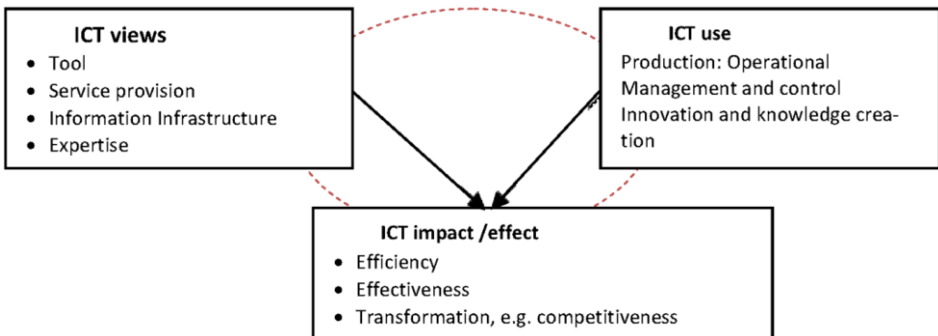 ICT views
• Tool
• Service provision
• Information Infrastructure
• Expertise
ICT use
Production: Operational
Management and control
Innovation and knowledge crea-
tion
ICT impact /effect
• Efficiency
• Effectiveness
• Transformation, e.g. competitiveness